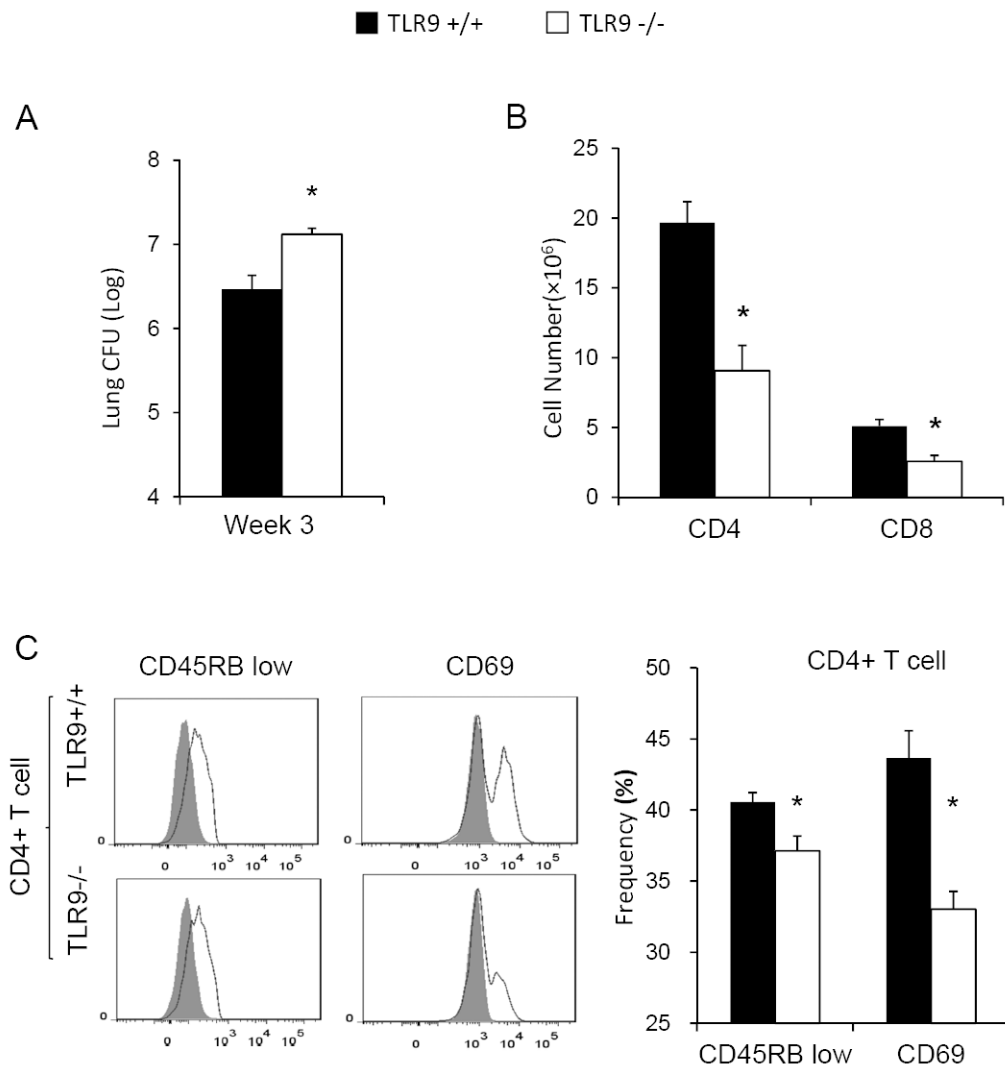 TLR9 +/+ TLR9 -/-
A
8
7
6
5
4
Lung CFU (Log)
*
Week 3
B
25
20
15
10
5
0
Cell Number(×10⁶)
*
*
CD4 CD8
C
CD45RB low CD69
CD4+ T cell
TLR9+/+
TLR9-/-
0
0 10³ 10⁴ 10⁵
0
0 10³ 10⁴ 10⁵
0
0 10³ 10⁴ 10⁵
0
0 10³ 10⁴ 10⁵
CD4+ T cell
50
45
40
35
30
25
Frequency (%)
*
*
CD45RB low CD69